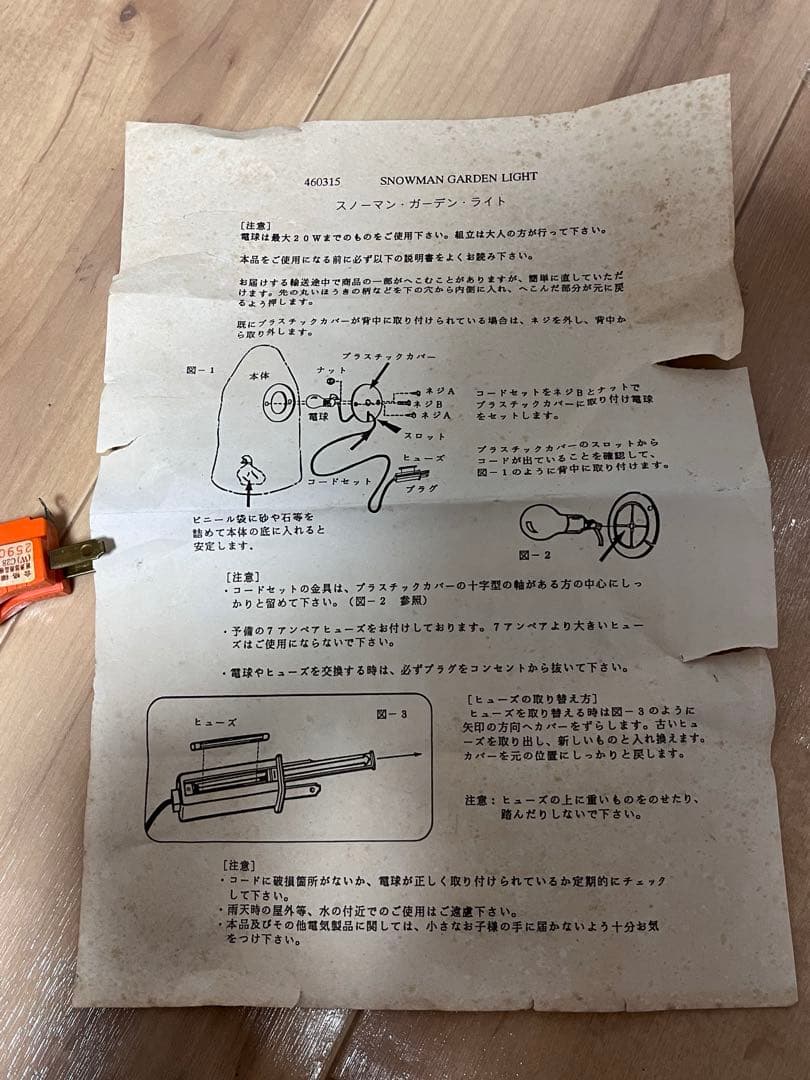 460315 SNOWMAN GARDEN LIGHT
スノーマン・ガーデン・ライト
[注意]
電球は最大20Wまでのものをご使用下さい。組立は大人の方が行って下さい。
本品をご使用になる前に必ず以下の説明書をよくお読み下さい。
お届けする輸送途中で商品の一部がへこむことがありますが、簡単に直していただ
けます。先の丸いほうきの柄などを下の穴から内側に入れ、へこんだ部分が元に戻
るよう押します。
既にプラスチックカバーが背中に取り付けられている場合は、ネジを外し、背中か
ら取り外します。
図-1
本体
ナット
プラスチックカバー
電球
ネジA
ネジB
ネジA
スロット
ヒューズ
コードセット
プラグ
コードセットをネジBとナットで
プラスチックカバーに取り付け電球
をセットします。
プラスチックカバーのスロットから
コードが出ていることを確認して、
図-1のように背中に取り付けます。
ビニール袋に砂や石等を
詰めて本体の底に入れると
安定します。
図-2
[注意]
・コードセットの金具は、プラスチックカバーの十字型の軸がある方の中心にしっ
かりと留めて下さい。(図-2 参照)
・予備の7アンペアヒューズをお付けしております。7アンペアより大きいヒュー
ズはご使用にならないで下さい。
・電球やヒューズを交換する時は、必ずプラグをコンセントから抜いて下さい。
ヒューズ
図-3
[ヒューズの取り替え方]
ヒューズを取り替える時は図-3のように
矢印の方向へカバーをずらします。古いヒュ
ーズを取り出し、新しいものと入れ換えます。
カバーを元の位置にしっかりと戻します。
注意:ヒューズの上に重いものをのせたり、
踏んだりしないで下さい。
[注意]
・コードに破損箇所がないか、電球が正しく取り付けられているか定期的にチェック
して下さい。
・雨天時の屋外等、水の付近でのご使用はご遠慮下さい。
・本品及びその他電気製品に関しては、小さなお子様の手に届かないよう十分お気
をつけ下さい。
合格
2590
(W)C28